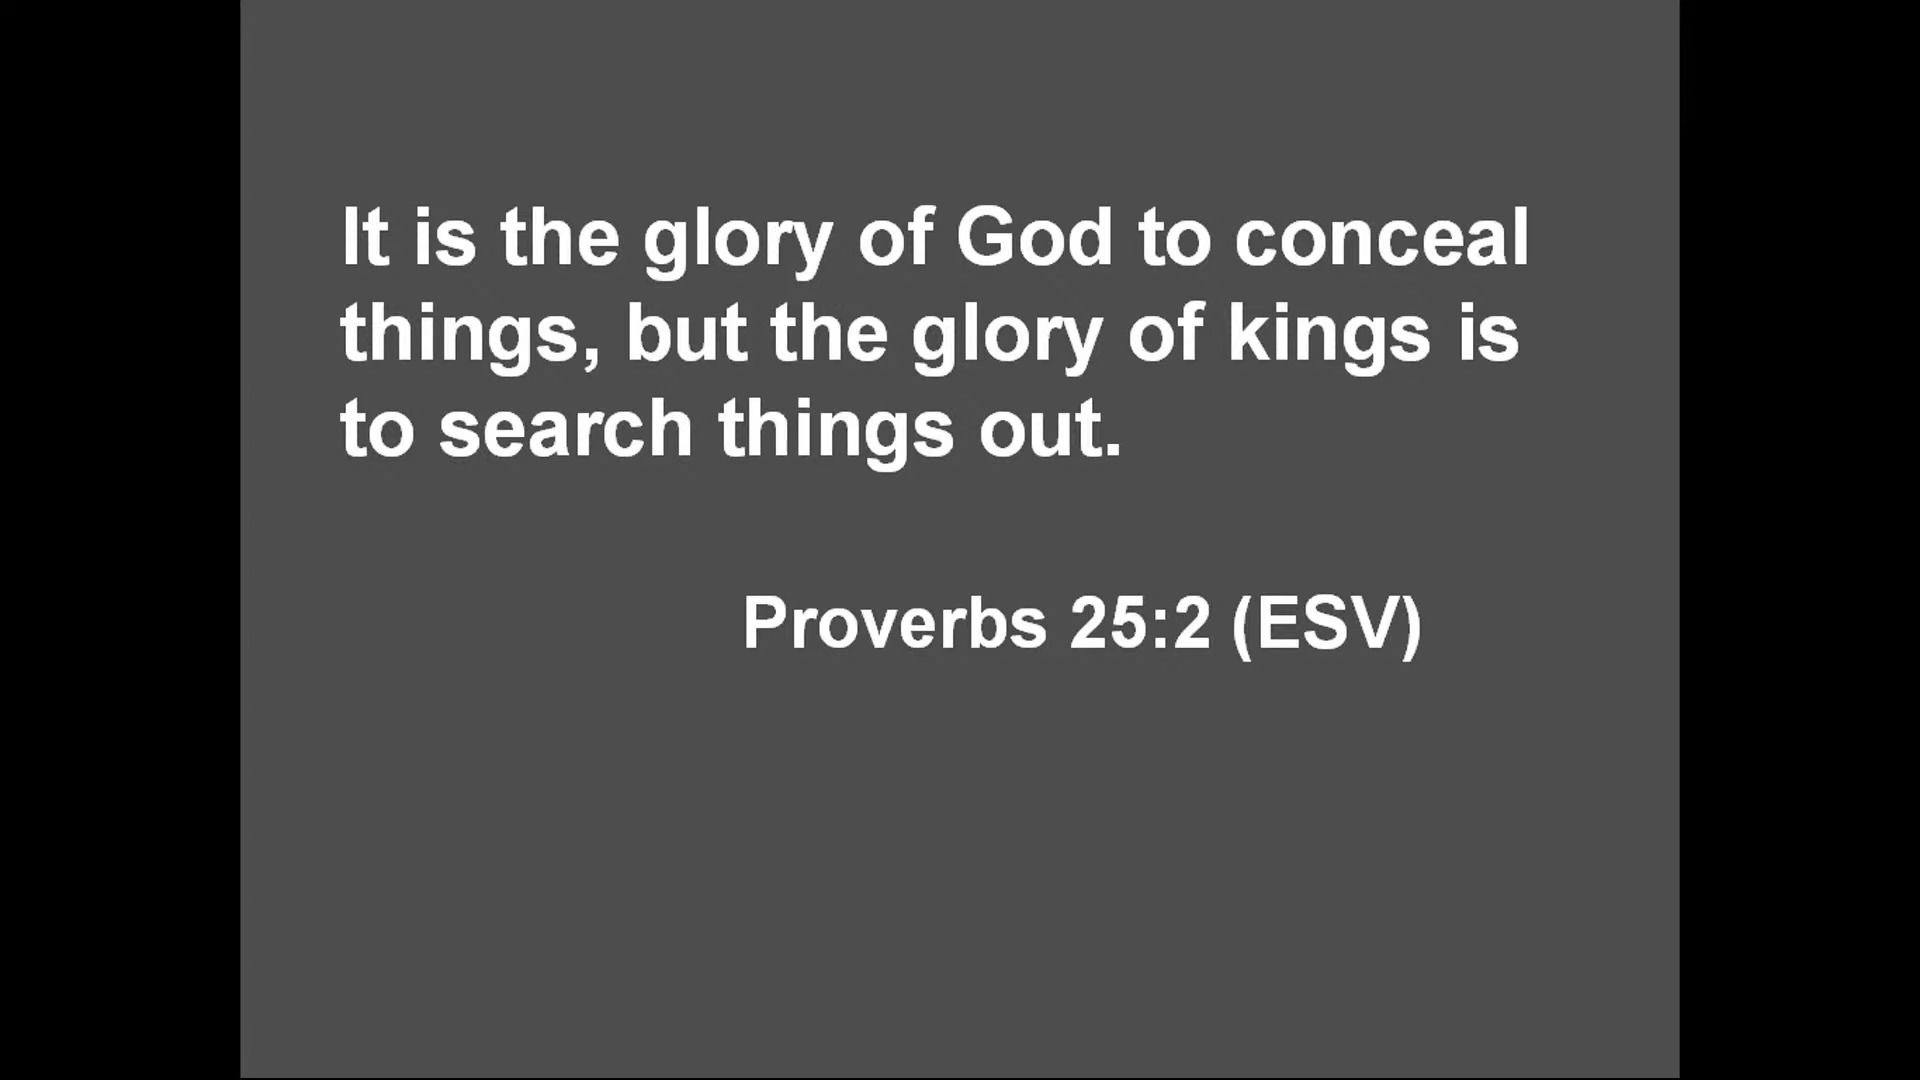 It is the glory of God to conceal
things, but the glory of kings is
to search things out.
Proverbs 25:2 (ESV)